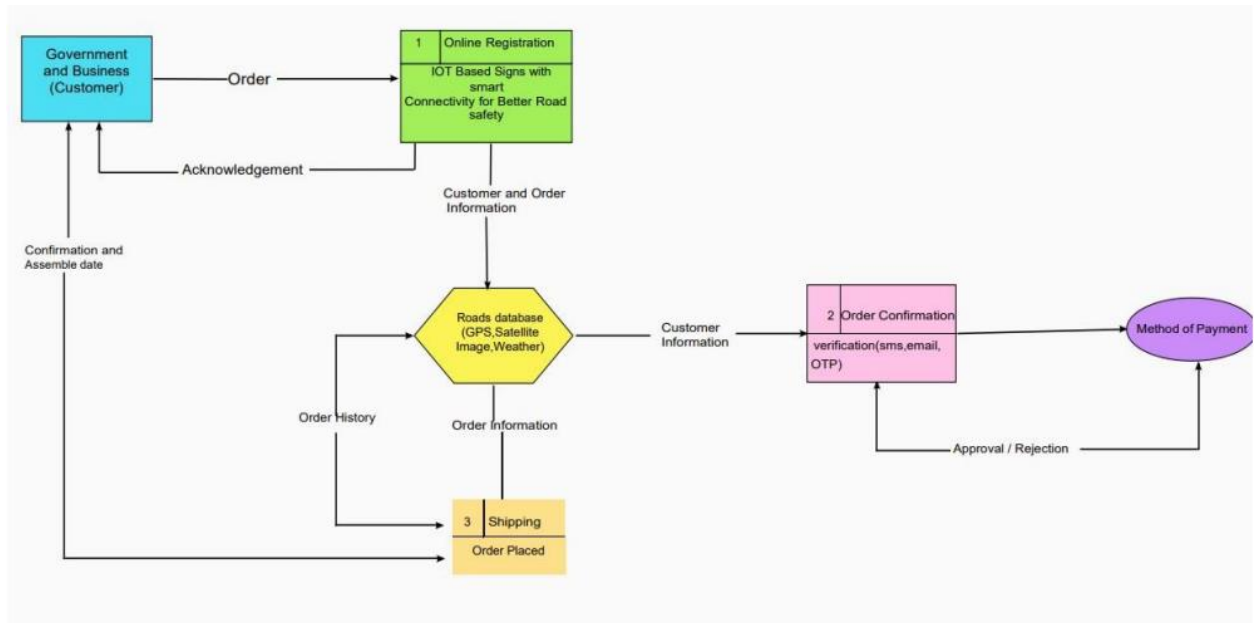 Government
and Business
(Customer)
Order
1 Online Registration
IOT Based Signs with
smart
Connectivity for Better Road
safety
Acknowledgement
Customer and Order
Information
Confirmation and
Assemble date
Roads database
(GPS,Satellite
Image,Weather)
Customer
Information
2 Order Confirmation
verification(sms,email,
OTP)
Method of Payment
Order History
Order Information
Approval / Rejection
3 Shipping
Order Placed